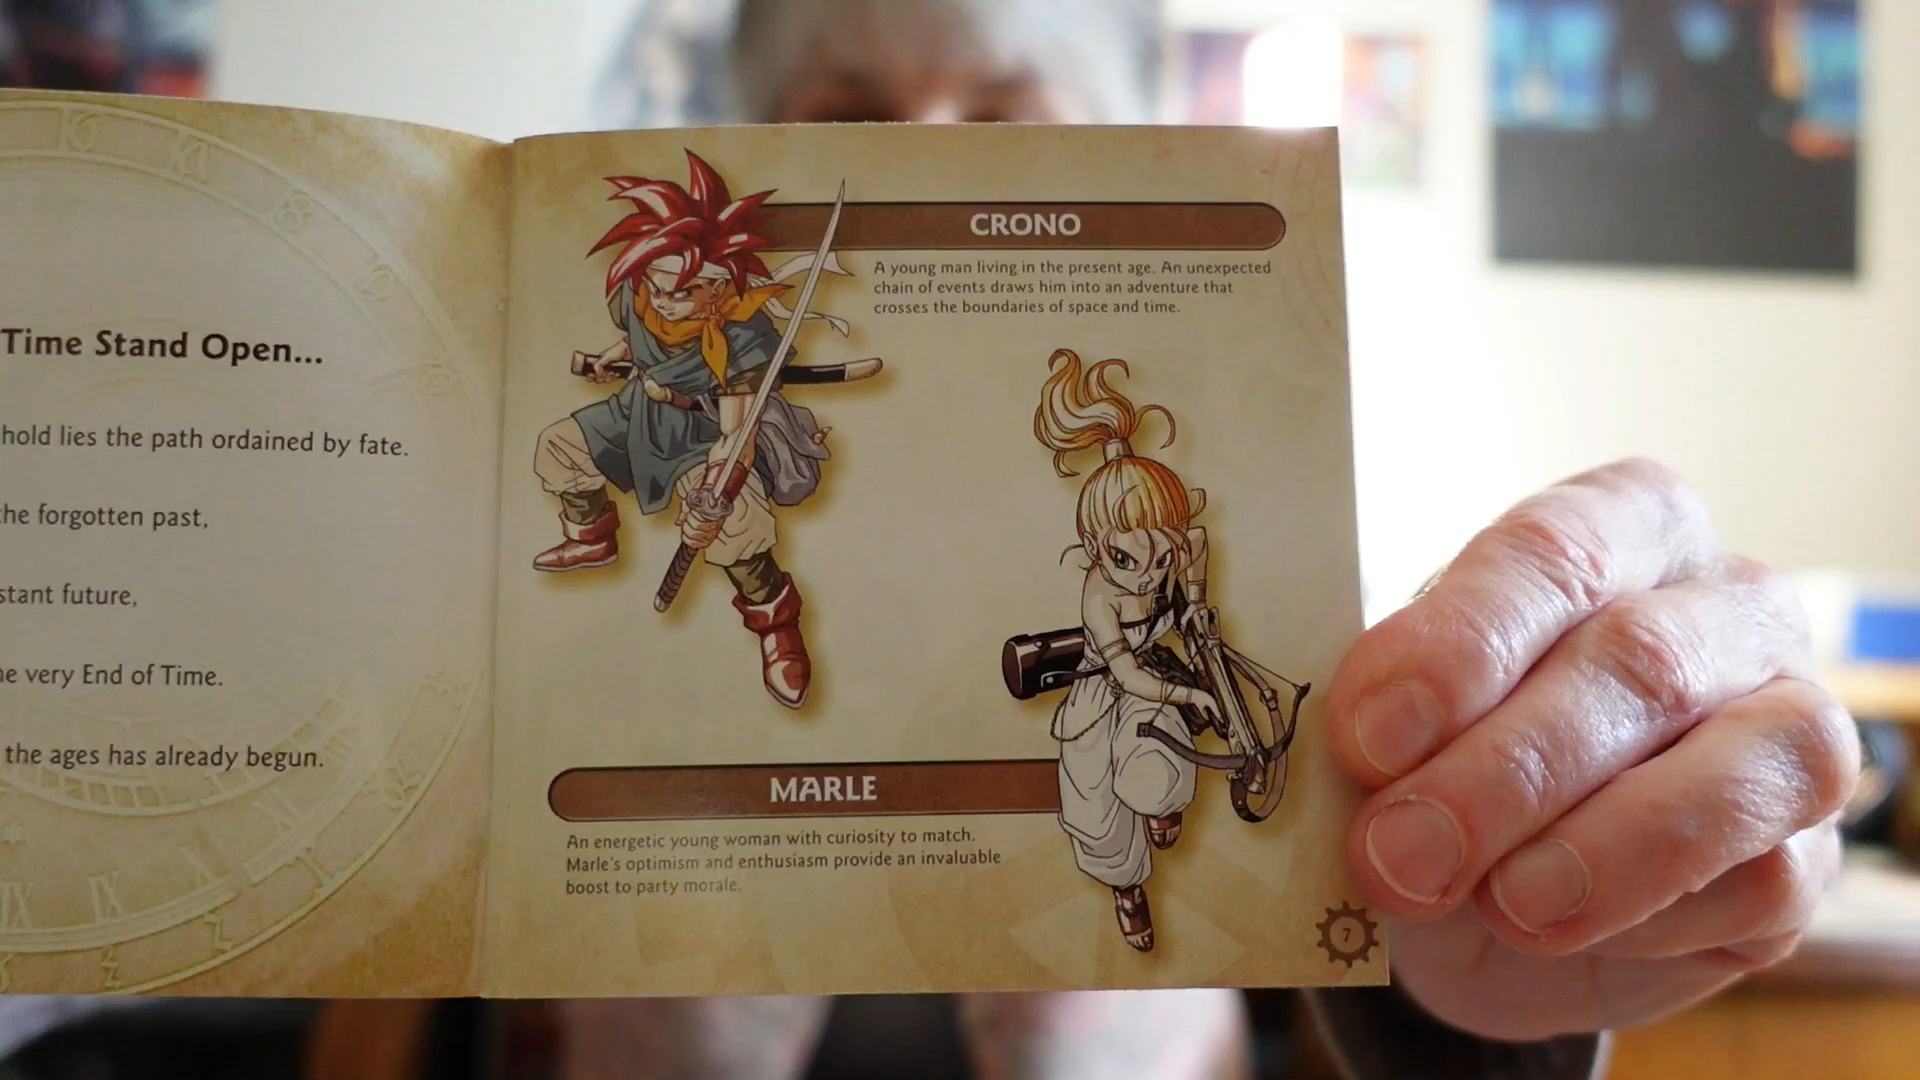 Time Stand Open...
hold lies the path ordained by fate.
the forgotten past,
stant future,
he very End of Time.
the ages has already begun.
CRONO
A young man living in the present age. An unexpected
chain of events draws him into an adventure that
crosses the boundaries of space and time.
MARLE
An energetic young woman with curiosity to match.
Marle's optimism and enthusiasm provide an invaluable
boost to party morale.
7